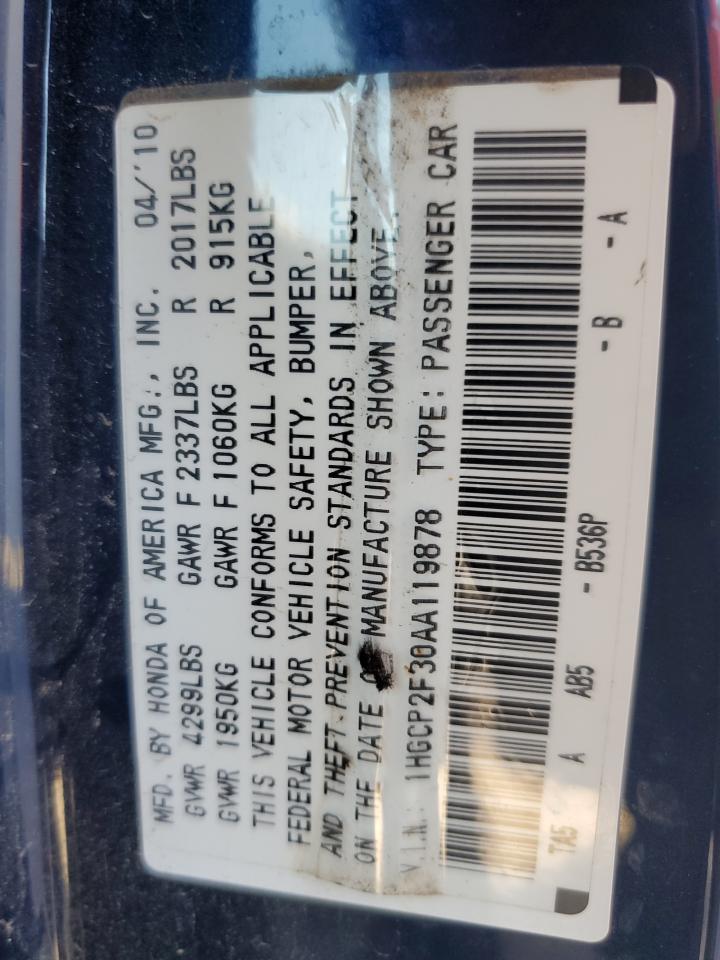 MFD. BY HONDA OF AMERICA MFG., INC. 04/'10
GVWR 4299LBS GAWR F 2337LBS R 2017LBS
GVWR 1950KG GAWR F 1060KG R 915KG
THIS VEHICLE CONFORMS TO ALL APPLICABLE
FEDERAL MOTOR VEHICLE SAFETY, BUMPER,
AND THEFT PREVENTION STANDARDS IN EFFECT
ON THE DATE MANUFACTURE SHOWN ABOVE.
V.I.N.: 1HGCP2F30AA119878 TYPE: PASSENGER CAR
TA5 A AB5 - B536P - B - A